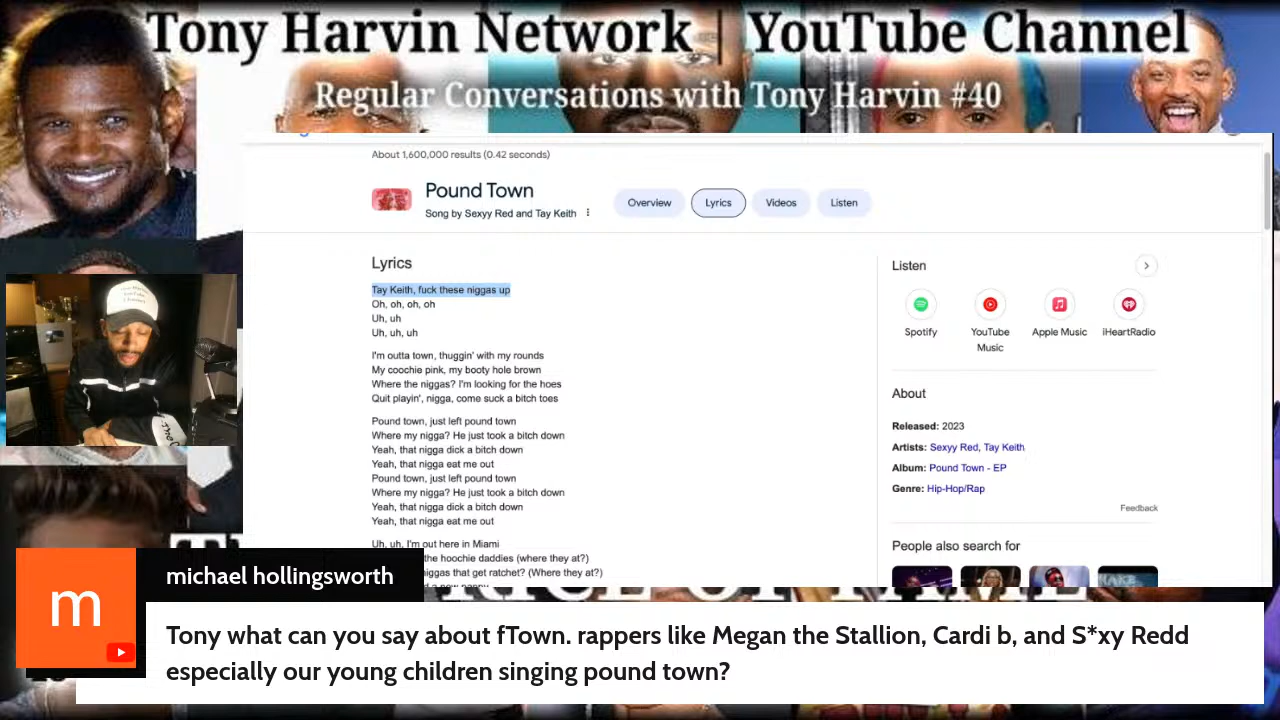 Tony Harvin Network | YouTube Channel
Regular Conversations with Tony Harvin #40
About 1,600,000 results (0.42 seconds)
Pound Town
Song by Sexyy Red and Tay Keith
Overview
Lyrics
Videos
Listen
Lyrics
Tay Keith, fuck these niggas up
Oh, oh, oh, oh
Uh, uh
Uh, uh, uh
I'm outta town, thuggin' with my rounds
My coochie pink, my booty hole brown
Where the niggas? I'm looking for the hoes
Quit playin', nigga, come suck a bitch toes
Pound town, just left pound town
Where my nigga? He just took a bitch down
Yeah, that nigga dick a bitch down
Yeah, that nigga eat me out
Pound town, just left pound town
Where my nigga? He just took a bitch down
Yeah, that nigga dick a bitch down
Yeah, that nigga eat me out
Uh, uh, I'm out here in Miami
the hoochie daddies (where they at?)
niggas that get ratchet? (Where they at?)
Listen
Spotify
YouTube Music
Apple Music
iHeartRadio
About
Released: 2023
Artists: Sexyy Red, Tay Keith
Album: Pound Town - EP
Genre: Hip-Hop/Rap
Feedback
People also search for
m
michael hollingsworth
Tony what can you say about fTown. rappers like Megan the Stallion, Cardi b, and S*xy Redd
especially our young children singing pound town?